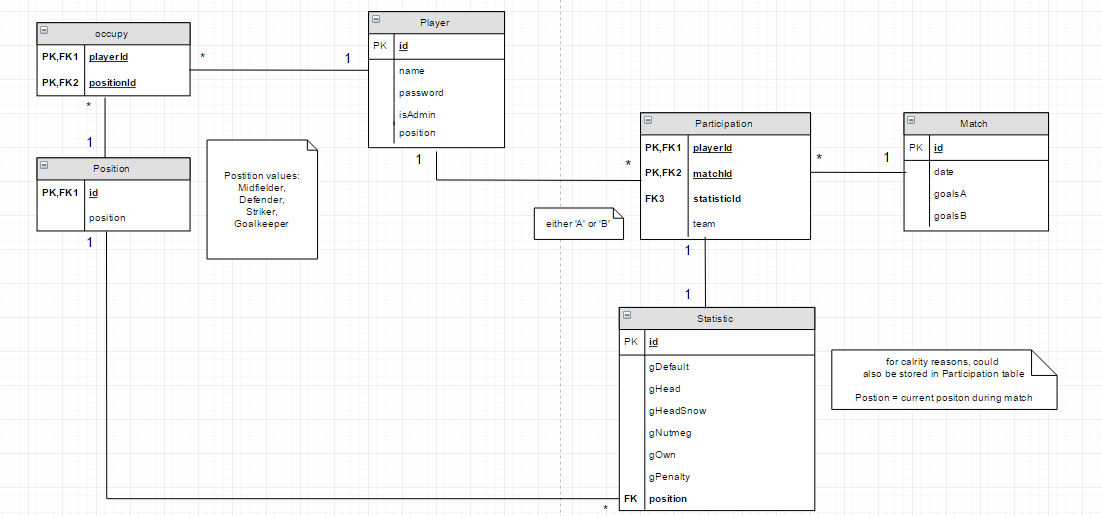 occupy
PK,FK1 playerId
PK,FK2 positionId
*
1
*
1
Player
PK id
name
password
isAdmin
position
1
*
Position
PK,FK1 id
position
1
Postition values:
Midfielder,
Defender,
Striker,
Goalkeeper
either 'A' or 'B'
Participation
PK,FK1 playerId
PK,FK2 matchId
FK3 statisticId
team
*
1
Match
PK id
date
goalsA
goalsB
1
1
Statistic
PK id
gDefault
gHead
gHeadSnow
gNutmeg
gOwn
gPenalty
FK position
*
for calrity reasons, could
also be stored in Participation table
Postion = current positon during match